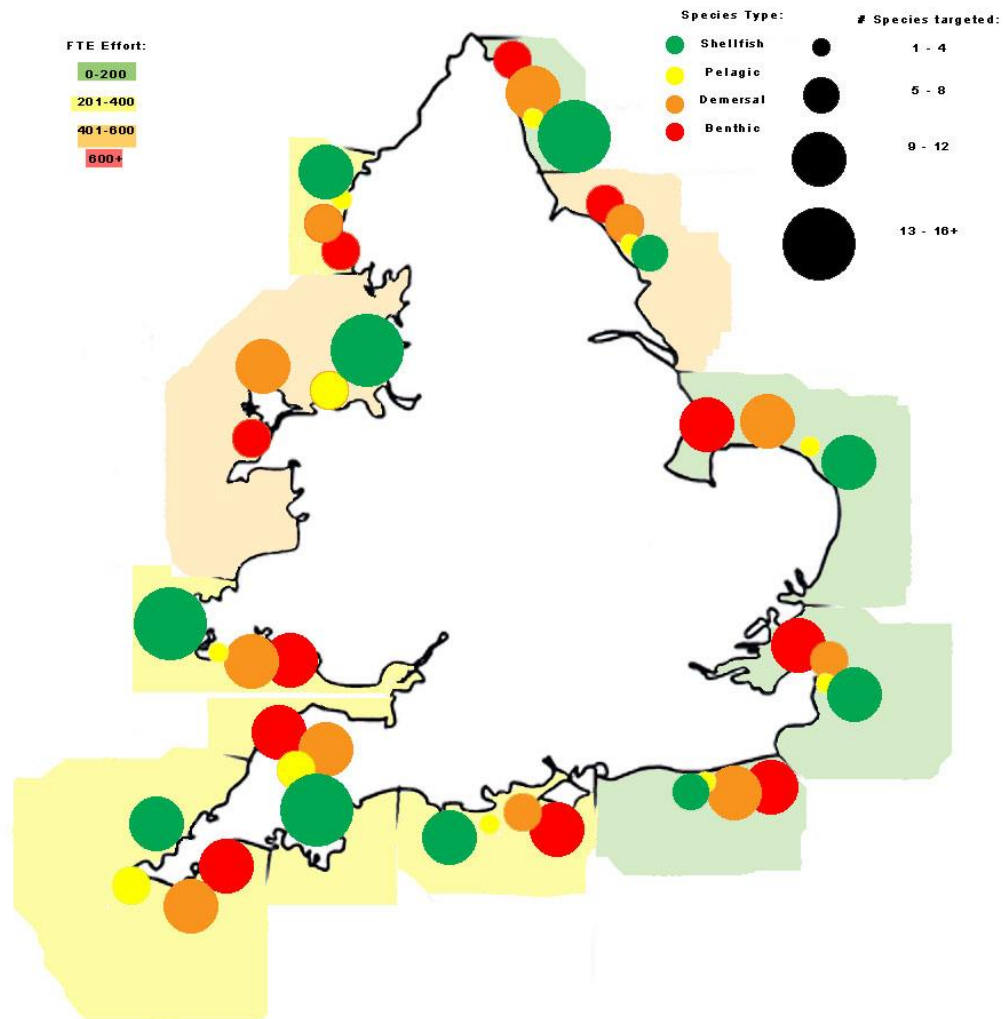 FTE Effort:
0-200
201-400
401-600
600+
Species Type:
Shellfish
Pelagic
Demersal
Benthic
# Species targeted:
1 - 4
5 - 8
9 - 12
13 - 16+